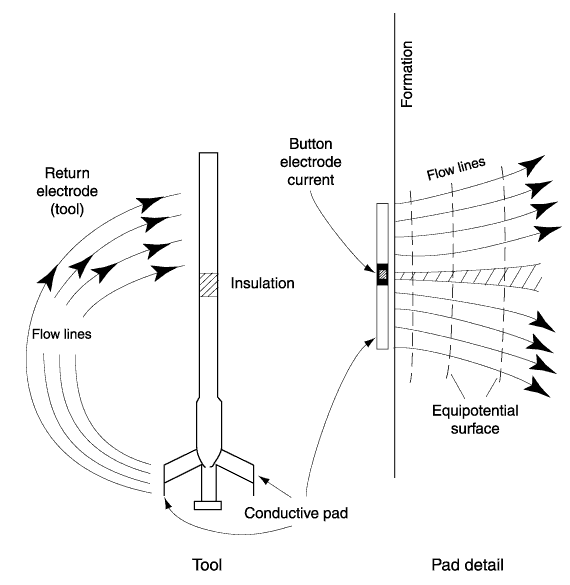 Return
electrode
(tool)
Flow lines
Insulation
Conductive pad
Tool
Button
electrode
current
Formation
Flow lines
Equipotential
surface
Pad detail